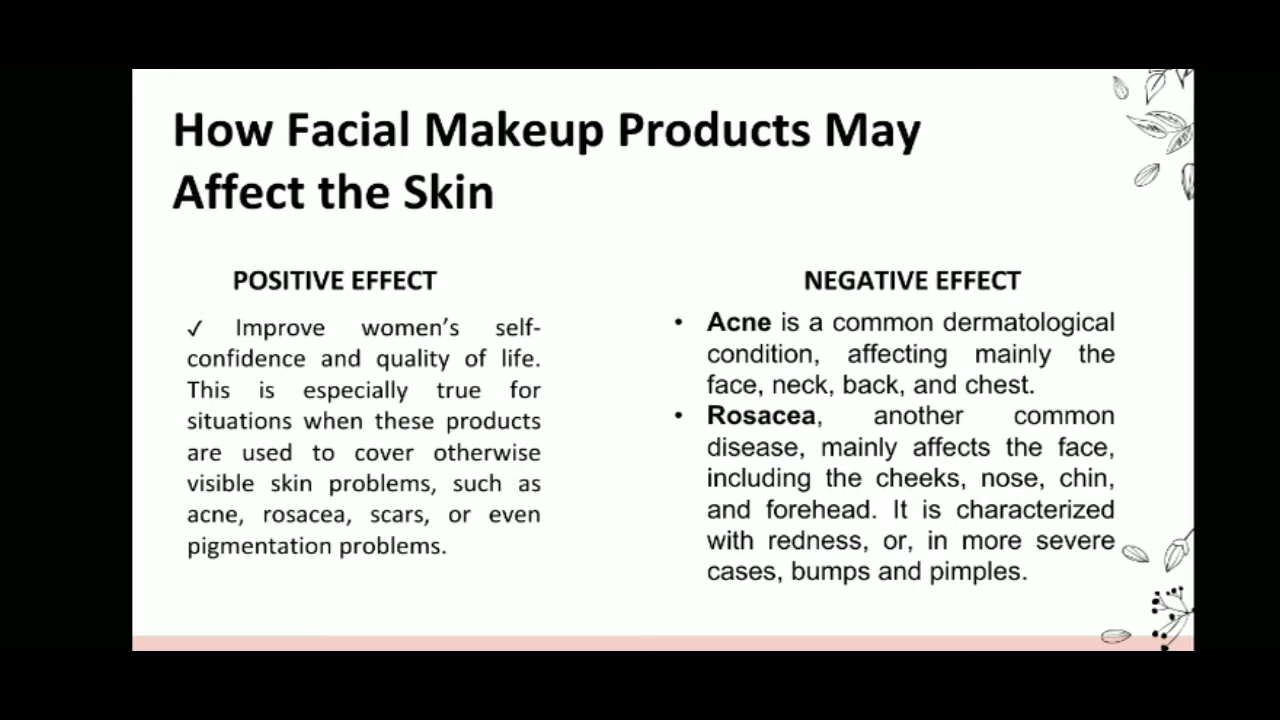 How Facial Makeup Products May
Affect the Skin
POSITIVE EFFECT
✓ Improve women's self-
confidence and quality of life.
This is especially true for
situations when these products
are used to cover otherwise
visible skin problems, such as
acne, rosacea, scars, or even
pigmentation problems.
NEGATIVE EFFECT
• Acne is a common dermatological
condition, affecting mainly the
face, neck, back, and chest.
• Rosacea, another common
disease, mainly affects the face,
including the cheeks, nose, chin,
and forehead. It is characterized
with redness, or, in more severe
cases, bumps and pimples.